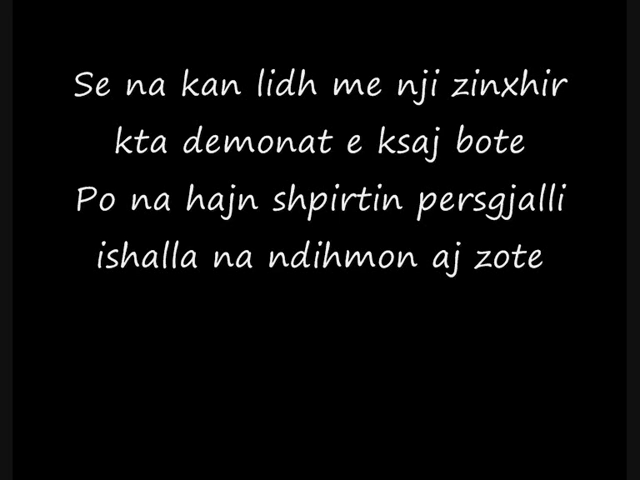 Se na kan lidh me nji zinxhir
kta demonat e ksaj bote
Po na hajn shpirtin persgjalli
ishalla na ndihmon aj zote